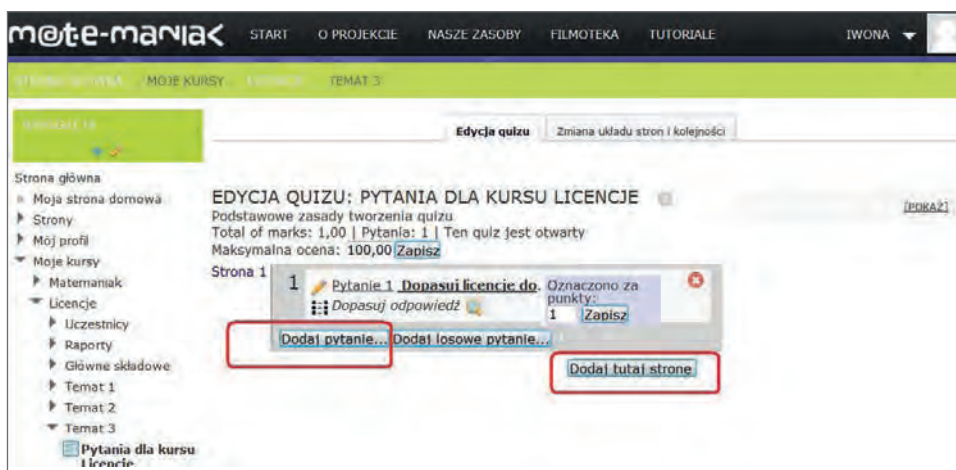 m@te-maniak START O PROJEKCIE NASZE ZASOBY FILMOTEKA TUTORIALE IWONA
MOJE KURSY TEMAT 3
Edycja quizu Zmiana układu stron i kolejności
Strona główna
Moja strona domowa
Strony
Mój profil
Moje kursy
Matemaniak
Licencje
Uczestnicy
Raporty
Główne składowe
Temat 1
Temat 2
Temat 3
Pytania dla kursu
Licencje
EDYCJA QUIZU: PYTANIA DLA KURSU LICENCJE
[POKAŻ]
Podstawowe zasady tworzenia quizu
Total of marks: 1,00 | Pytania: 1 | Ten quiz jest otwarty
Maksymalna ocena: 100,00 Zapisz
Strona 1
1 Pytanie 1 Dopasuj licencje do. Oznaczono za
punkty:
Dopasuj odpowiedź 1 Zapisz
Dodaj pytanie... Dodaj losowe pytanie...
Dodaj tutaj stronę